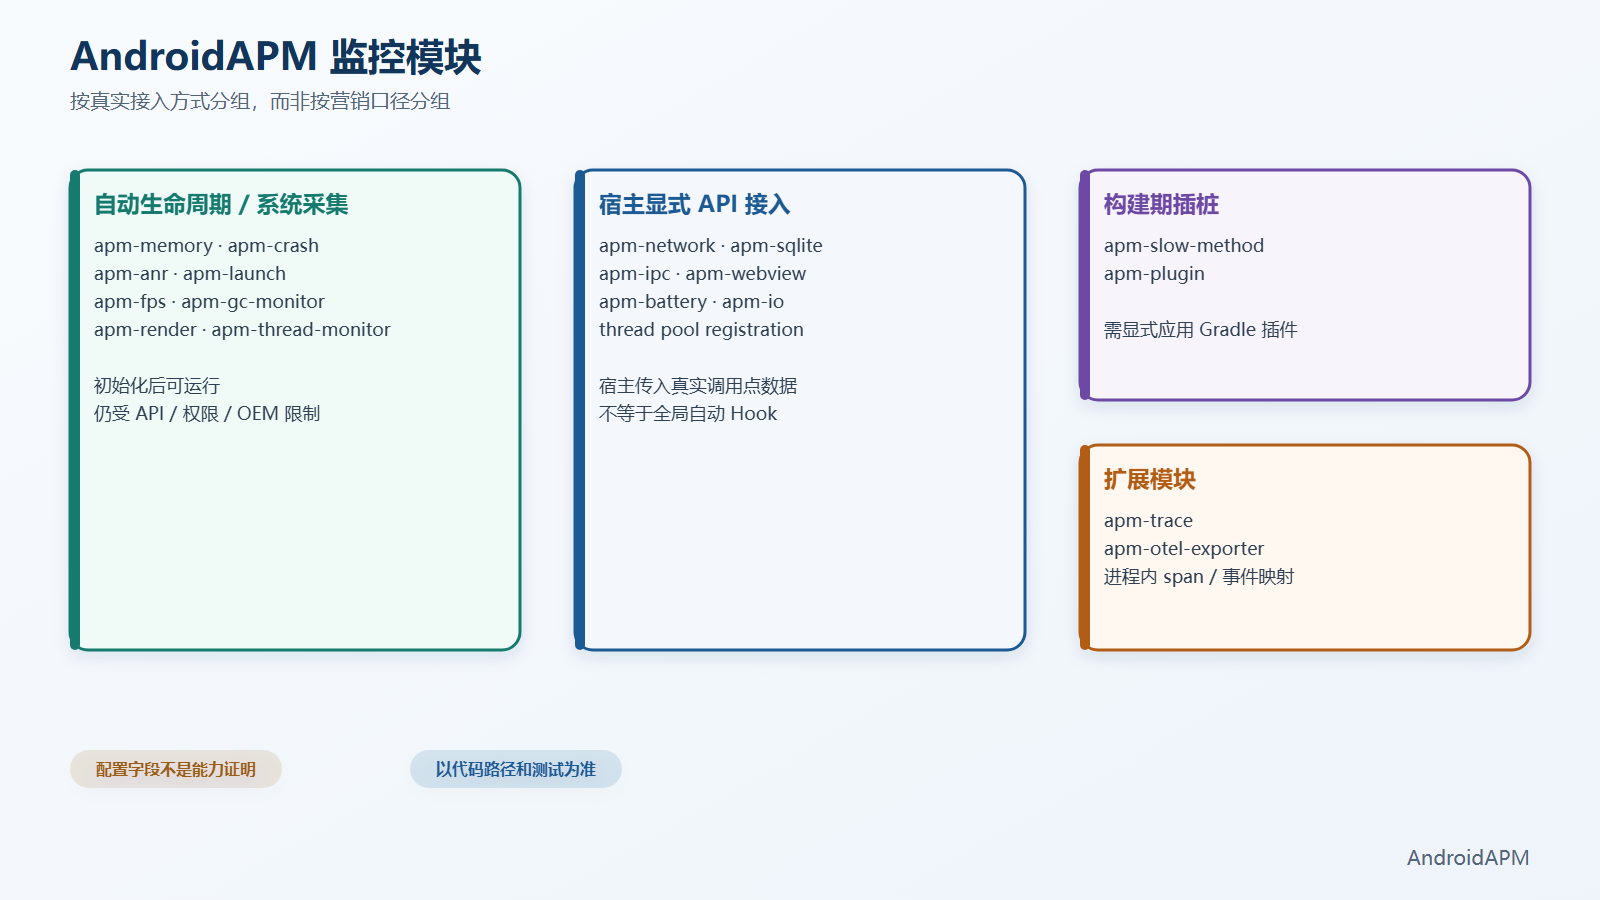 AndroidAPM 监控模块
按真实接入方式分组，而非按营销口径分组
自动生命周期 / 系统采集
apm-memory · apm-crash
apm-anr · apm-launch
apm-fps · apm-gc-monitor
apm-render · apm-thread-monitor
初始化后可运行
仍受 API / 权限 / OEM 限制
宿主显式 API 接入
apm-network · apm-sqlite
apm-ipc · apm-webview
apm-battery · apm-io
thread pool registration
宿主传入真实调用点数据
不等于全局自动 Hook
构建期插桩
apm-slow-method
apm-plugin
需显式应用 Gradle 插件
扩展模块
apm-trace
apm-otel-exporter
进程内 span / 事件映射
配置字段不是能力证明
以代码路径和测试为准
AndroidAPM